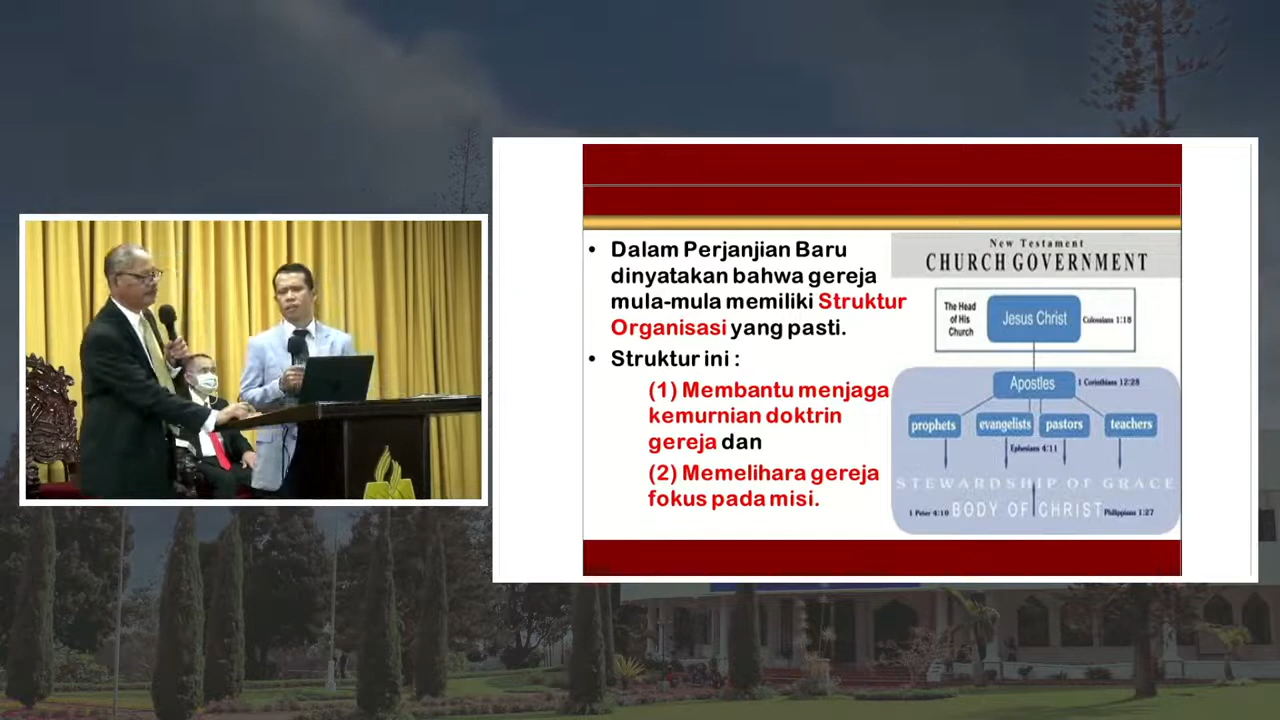 • Dalam Perjanjian Baru
dinyatakan bahwa gereja
mula-mula memiliki Struktur
Organisasi yang pasti.
• Struktur ini :
(1) Membantu menjaga
kemurnian doktrin
gereja dan
(2) Memelihara gereja
fokus pada misi.
New Testament
CHURCH GOVERNMENT
The Head
of His
Church
Jesus Christ
Colossians 1:18
Apostles
1 Corinthians 12:28
prophets
evangelists
pastors
teachers
Ephesians 4:11
STEWARDSHIP OF GRACE
1 Peter 4:10
BODY OF CHRIST
Philippians 1:27